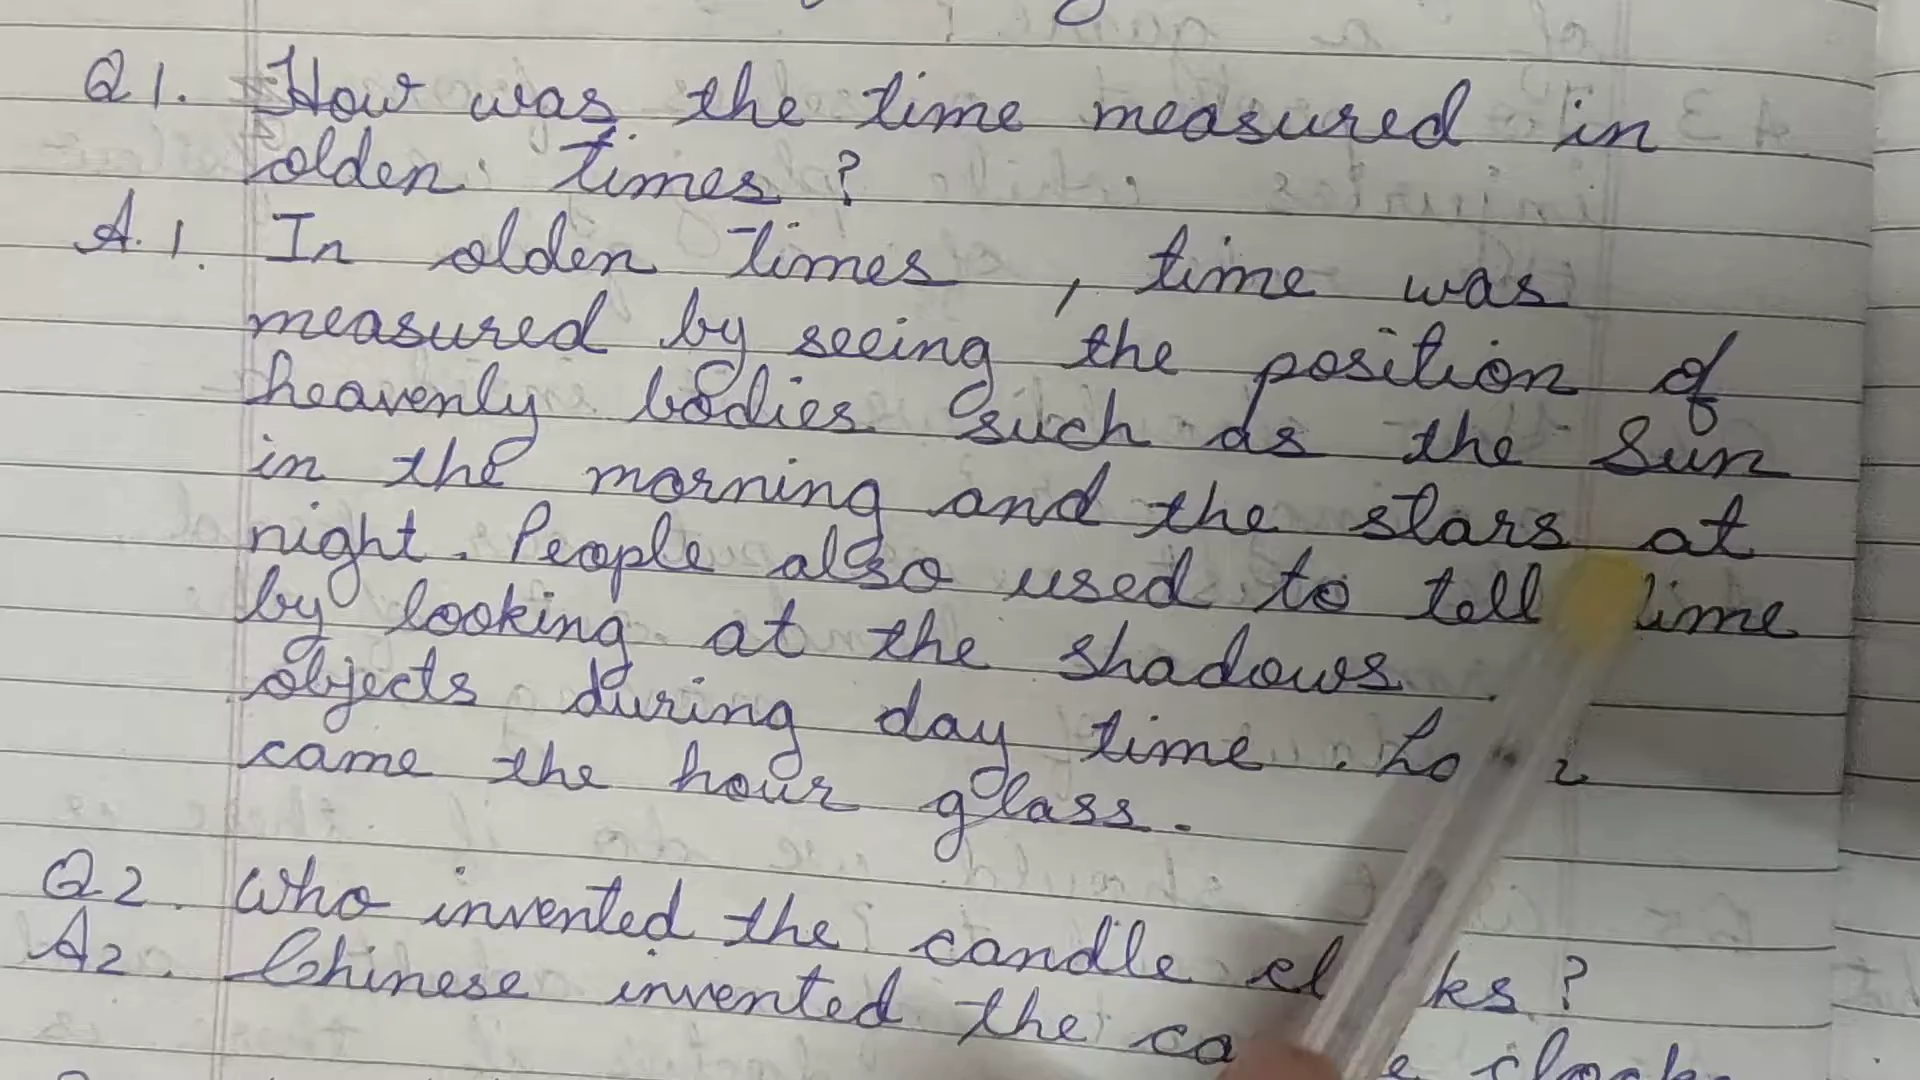 Q1. How was the time measured in
olden times?
A.1. In olden times, time was
measured by seeing the position of
heavenly bodies such as the Sun
in the morning and the stars at
night. People also used to tell time
by looking at the shadows
objects during day time.
came the hour glass.
Q2. Who invented the candle clocks?
A2. Chinese invented the